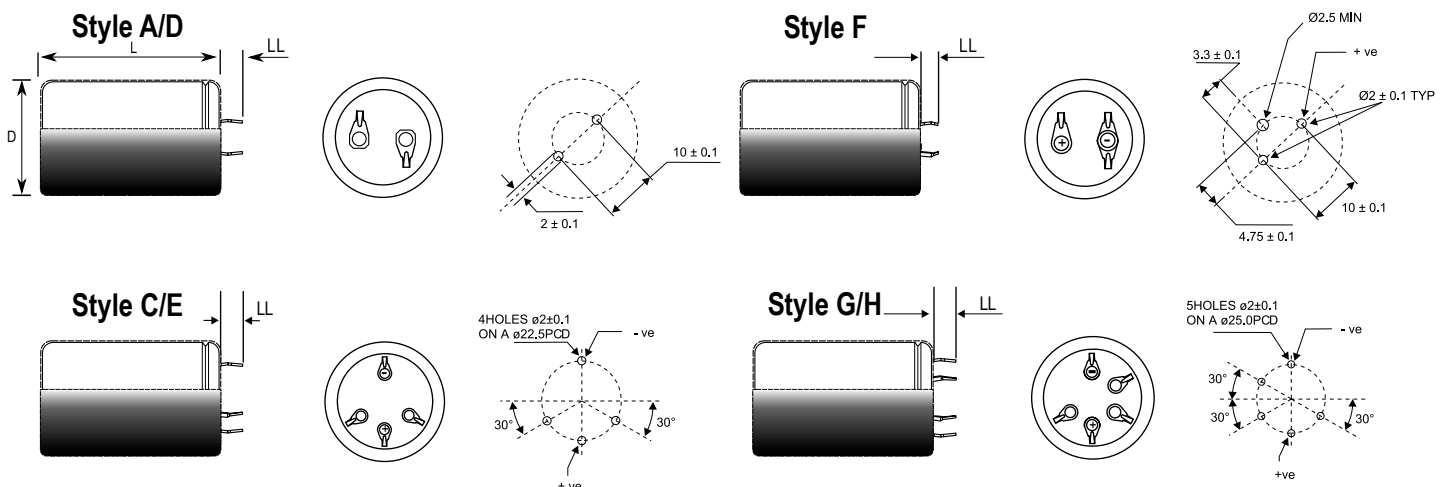 Style A/D
L
LL
D
10 ± 0.1
2 ± 0.1
Style F
LL
Ø2.5 MIN
+ ve
3.3 ± 0.1
Ø2 ± 0.1 TYP
+
-
10 ± 0.1
4.75 ± 0.1
Style C/E
LL
-
+
4HOLES ø2±0.1
ON A ø22.5PCD
- ve
30°
30°
+ ve
Style G/H
LL
-
+
5HOLES ø2±0.1
ON A ø25.0PCD
- ve
30°
30°
30°
+ve